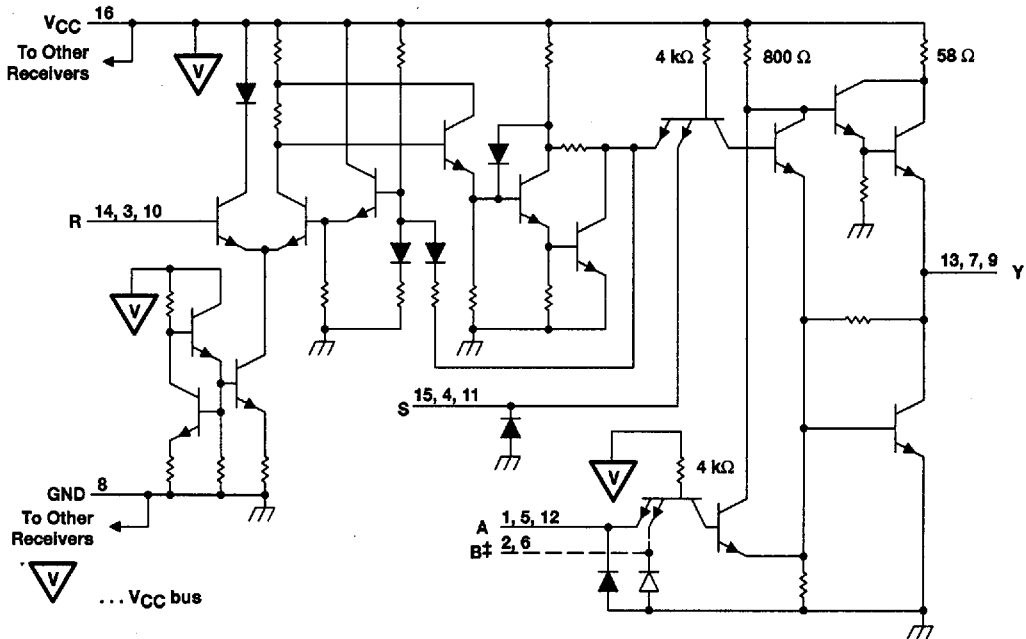 VCC 16
To Other
Receivers
V
4 kΩ
800 Ω
58 Ω
R 14, 3, 10
V
13, 7, 9 Y
S 15, 4, 11
V
4 kΩ
GND 8
To Other
Receivers
A 1, 5, 12
B‡ 2, 6
V
... VCC bus